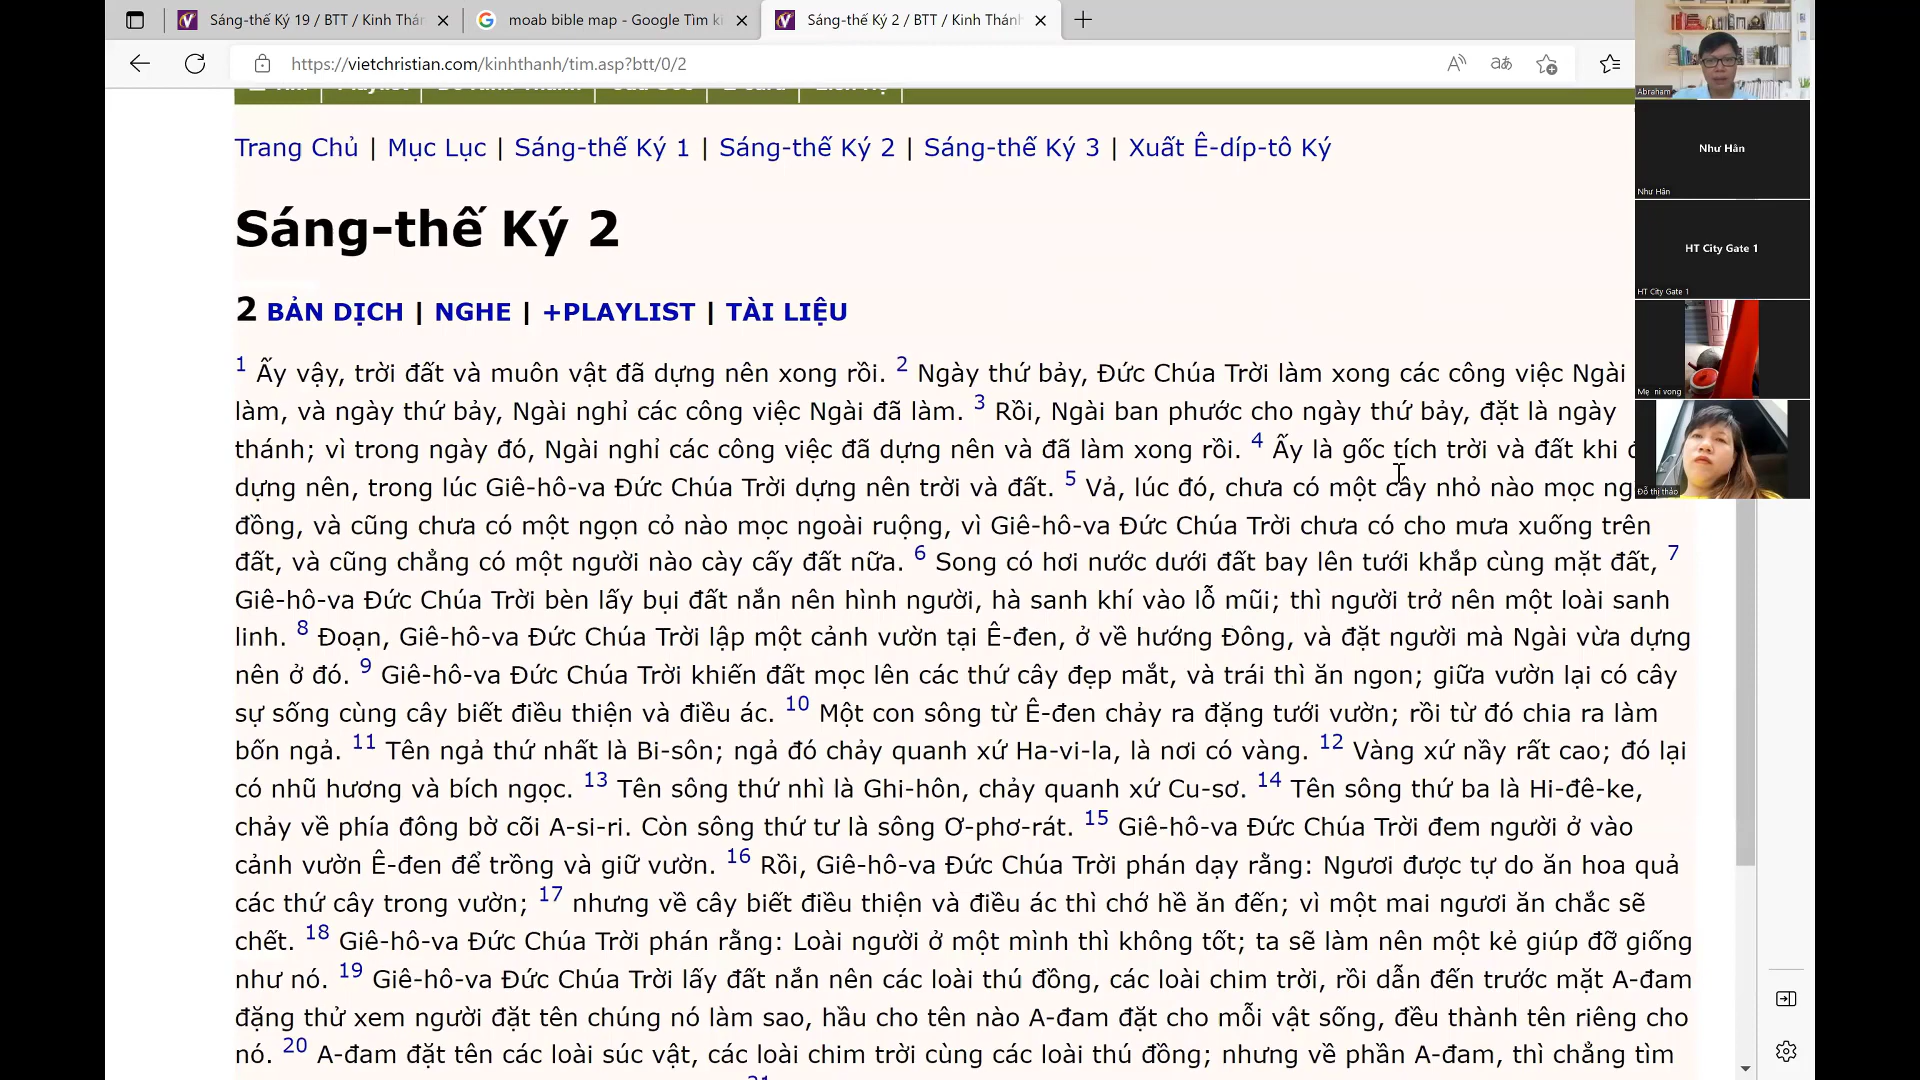 Sáng-thế Ký 19 / BTT / Kinh Thán
moab bible map - Google Tìm ki
Sáng-thế Ký 2 / BTT / Kinh Thánh
https://vietchristian.com/kinhthanh/tim.asp?btt/0/2
Trang Chủ | Mục Lục | Sáng-thế Ký 1 | Sáng-thế Ký 2 | Sáng-thế Ký 3 | Xuất Ê-díp-tô Ký
Sáng-thế Ký 2
2 BẢN DỊCH | NGHE | +PLAYLIST | TÀI LIỆU
1 Ấy vậy, trời đất và muôn vật đã dựng nên xong rồi. 2 Ngày thứ bảy, Đức Chúa Trời làm xong các công việc Ngài
làm, và ngày thứ bảy, Ngài nghỉ các công việc Ngài đã làm. 3 Rồi, Ngài ban phước cho ngày thứ bảy, đặt là ngày
thánh; vì trong ngày đó, Ngài nghỉ các công việc đã dựng nên và đã làm xong rồi. 4 Ấy là gốc tích trời và đất khi
dựng nên, trong lúc Giê-hô-va Đức Chúa Trời dựng nên trời và đất. 5 Vả, lúc đó, chưa có một cây nhỏ nào mọc ng
đồng, và cũng chưa có một ngọn cỏ nào mọc ngoài ruộng, vì Giê-hô-va Đức Chúa Trời chưa có cho mưa xuống trên
đất, và cũng chẳng có một người nào cày cấy đất nữa. 6 Song có hơi nước dưới đất bay lên tưới khắp cùng mặt đất, 7
Giê-hô-va Đức Chúa Trời bèn lấy bụi đất nắn nên hình người, hà sanh khí vào lỗ mũi; thì người trở nên một loài sanh
linh. 8 Đoạn, Giê-hô-va Đức Chúa Trời lập một cảnh vườn tại Ê-đen, ở về hướng Đông, và đặt người mà Ngài vừa dựng
nên ở đó. 9 Giê-hô-va Đức Chúa Trời khiến đất mọc lên các thứ cây đẹp mắt, và trái thì ăn ngon; giữa vườn lại có cây
sự sống cùng cây biết điều thiện và điều ác. 10 Một con sông từ Ê-đen chảy ra đặng tưới vườn; rồi từ đó chia ra làm
bốn ngả. 11 Tên ngả thứ nhất là Bi-sôn; ngả đó chảy quanh xứ Ha-vi-la, là nơi có vàng. 12 Vàng xứ nầy rất cao; đó lại
có nhũ hương và bích ngọc. 13 Tên sông thứ nhì là Ghi-hôn, chảy quanh xứ Cu-sơ. 14 Tên sông thứ ba là Hi-đê-ke,
chảy về phía đông bờ cõi A-si-ri. Còn sông thứ tư là sông Ơ-phơ-rát. 15 Giê-hô-va Đức Chúa Trời đem người ở vào
cảnh vườn Ê-đen để trồng và giữ vườn. 16 Rồi, Giê-hô-va Đức Chúa Trời phán dạy rằng: Ngươi được tự do ăn hoa quả
các thứ cây trong vườn; 17 nhưng về cây biết điều thiện và điều ác thì chớ hề ăn đến; vì một mai ngươi ăn chắc sẽ
chết. 18 Giê-hô-va Đức Chúa Trời phán rằng: Loài người ở một mình thì không tốt; ta sẽ làm nên một kẻ giúp đỡ giống
như nó. 19 Giê-hô-va Đức Chúa Trời lấy đất nắn nên các loài thú đồng, các loài chim trời, rồi dẫn đến trước mặt A-đam
đặng thử xem người đặt tên chúng nó làm sao, hầu cho tên nào A-đam đặt cho mỗi vật sống, đều thành tên riêng cho
nó. 20 A-đam đặt tên các loài súc vật, các loài chim trời cùng các loài thú đồng; nhưng về phần A-đam, thì chẳng tìm
Abraham
Như Hân
Như Hân
HT City Gate 1
HT City Gate 1
Mẹ ni vong
Đỗ thị thảo